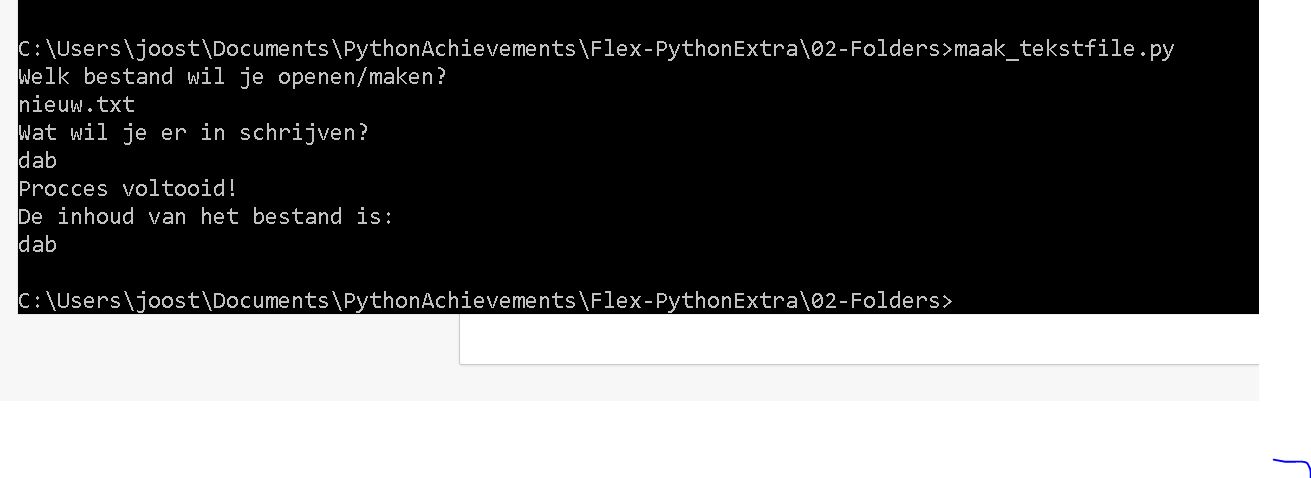 C:\Users\joost\Documents\PythonAchievements\Flex-PythonExtra\02-Folders>maak_tekstfile.py
Welk bestand wil je openen/maken?
nieuw.txt
Wat wil je er in schrijven?
dab
Procces voltooid!
De inhoud van het bestand is:
dab
C:\Users\joost\Documents\PythonAchievements\Flex-PythonExtra\02-Folders>